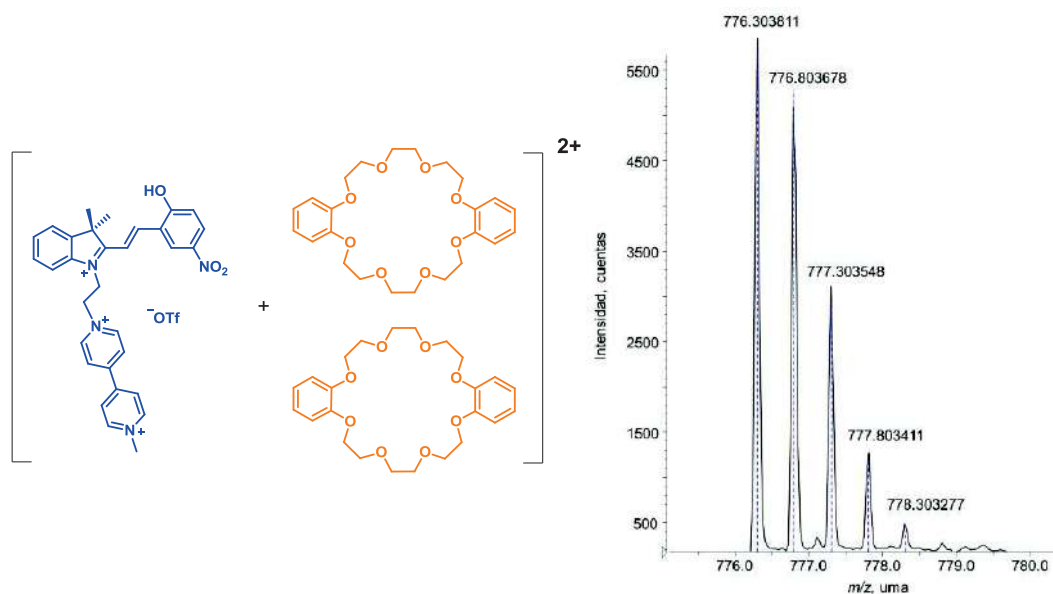 2+
HO
NO₂
N+
⁻OTf
N+
N+
+
O O
O O
O O
O O
O O
O O
O O
O O
776.303811
776.803678
777.303548
777.803411
778.303277
5500
4500
3500
2500
1500
500
Intensidad, cuentas
776.0 777.0 778.0 779.0 780.0
m/z, uma